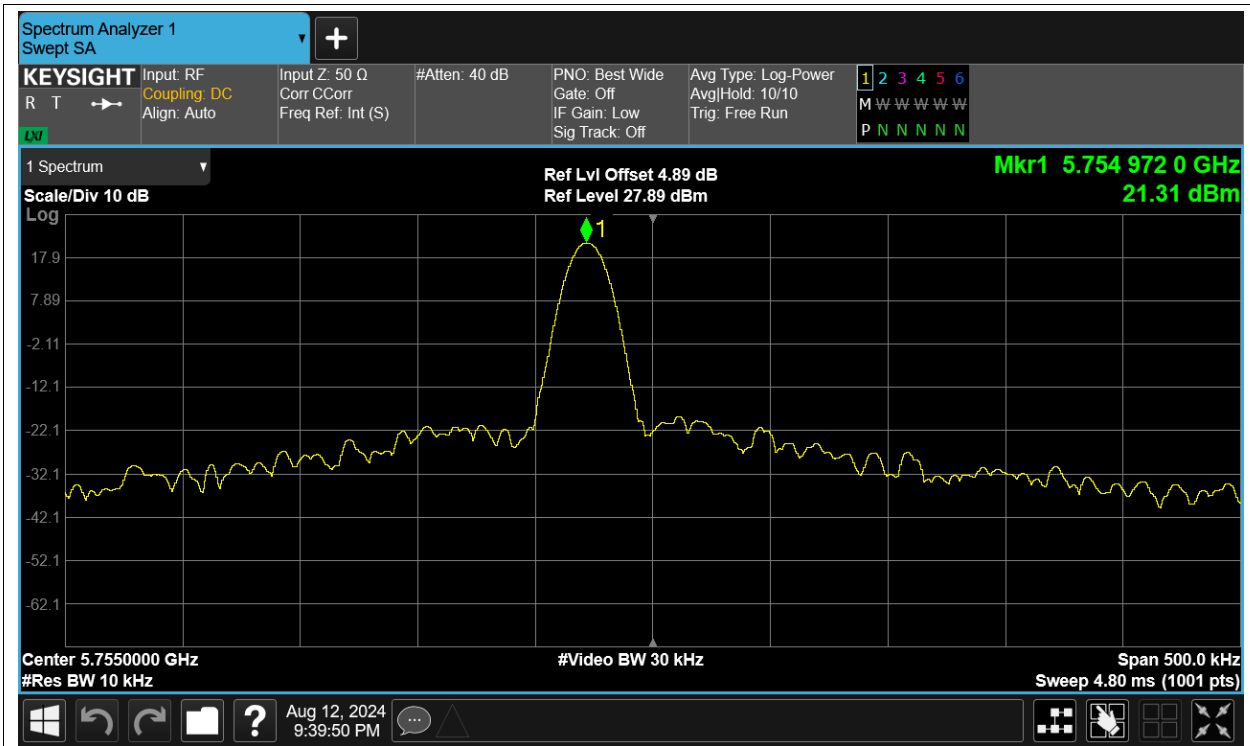 Spectrum Analyzer 1
Swept SA
KEYSIGHT
R T
LXI
Input: RF
Coupling: DC
Align: Auto
Input Z: 50 Ω
Corr CCorr
Freq Ref: Int (S)
#Atten: 40 dB
PNO: Best Wide
Gate: Off
IF Gain: Low
Sig Track: Off
Avg Type: Log-Power
Avg|Hold: 10/10
Trig: Free Run
1 2 3 4 5 6
M W W W W W W
P N N N N N
1 Spectrum
Scale/Div 10 dB
Log
Ref Lvl Offset 4.89 dB
Ref Level 27.89 dBm
Mkr1 5.754 972 0 GHz
21.31 dBm
1
17.9
7.89
-2.11
-12.1
-22.1
-32.1
-42.1
-52.1
-62.1
Center 5.7550000 GHz
#Video BW 30 kHz
Span 500.0 kHz
#Res BW 10 kHz
Sweep 4.80 ms (1001 pts)
?
Aug 12, 2024
9:39:50 PM